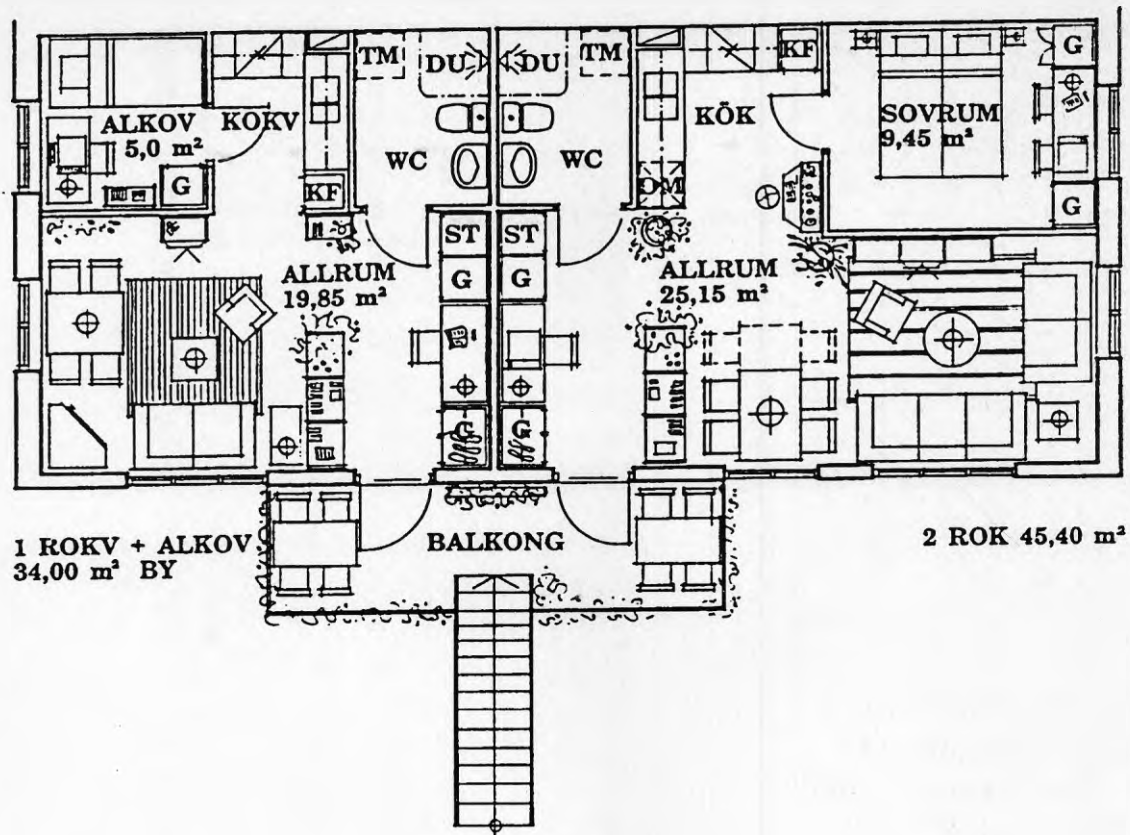 TM
DU
DU
TM
KF
G
ALKOV
5,0 m²
KOKV
KÖK
SOVRUM
9,45 m²
WC
WC
G
KF
DM
G
ST
ST
G
G
ALLRUM
19,85 m²
ALLRUM
25,15 m²
G
G
1 ROKV + ALKOV
34,00 m² BY
BALKONG
2 ROK 45,40 m²